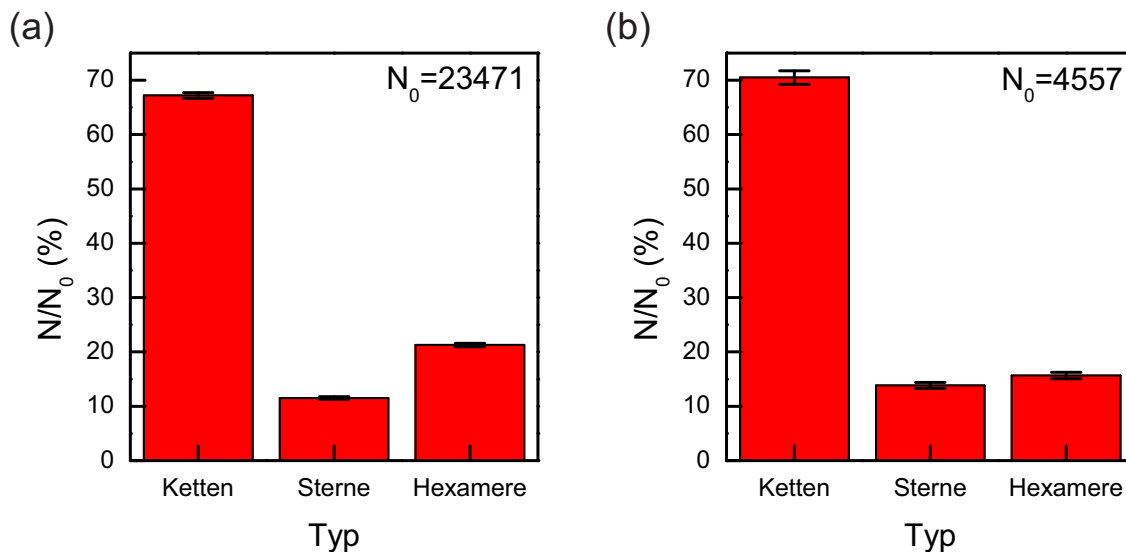 (a)
N₀=23471
70
60
50
40
30
20
10
0
N/N₀ (%)
Ketten Sterne Hexamere
Typ
(b)
N₀=4557
70
60
50
40
30
20
10
0
N/N₀ (%)
Ketten Sterne Hexamere
Typ